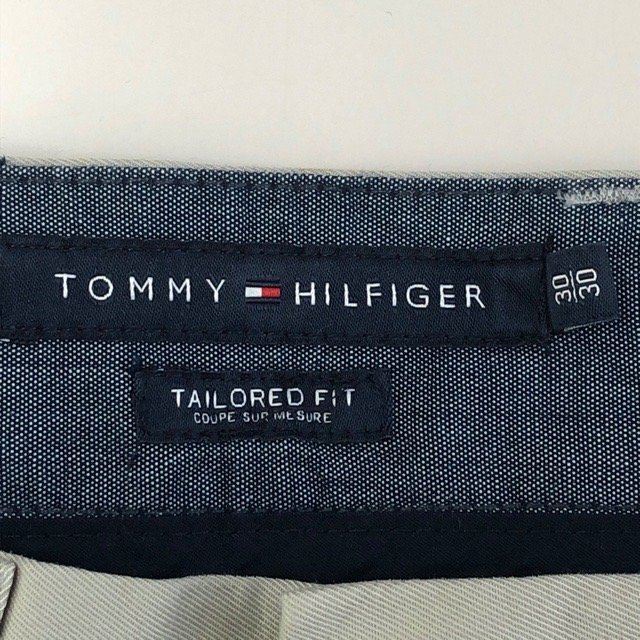 TOMMY HILFIGER
30/30
TAILORED FIT
COUPE SUR MESURE